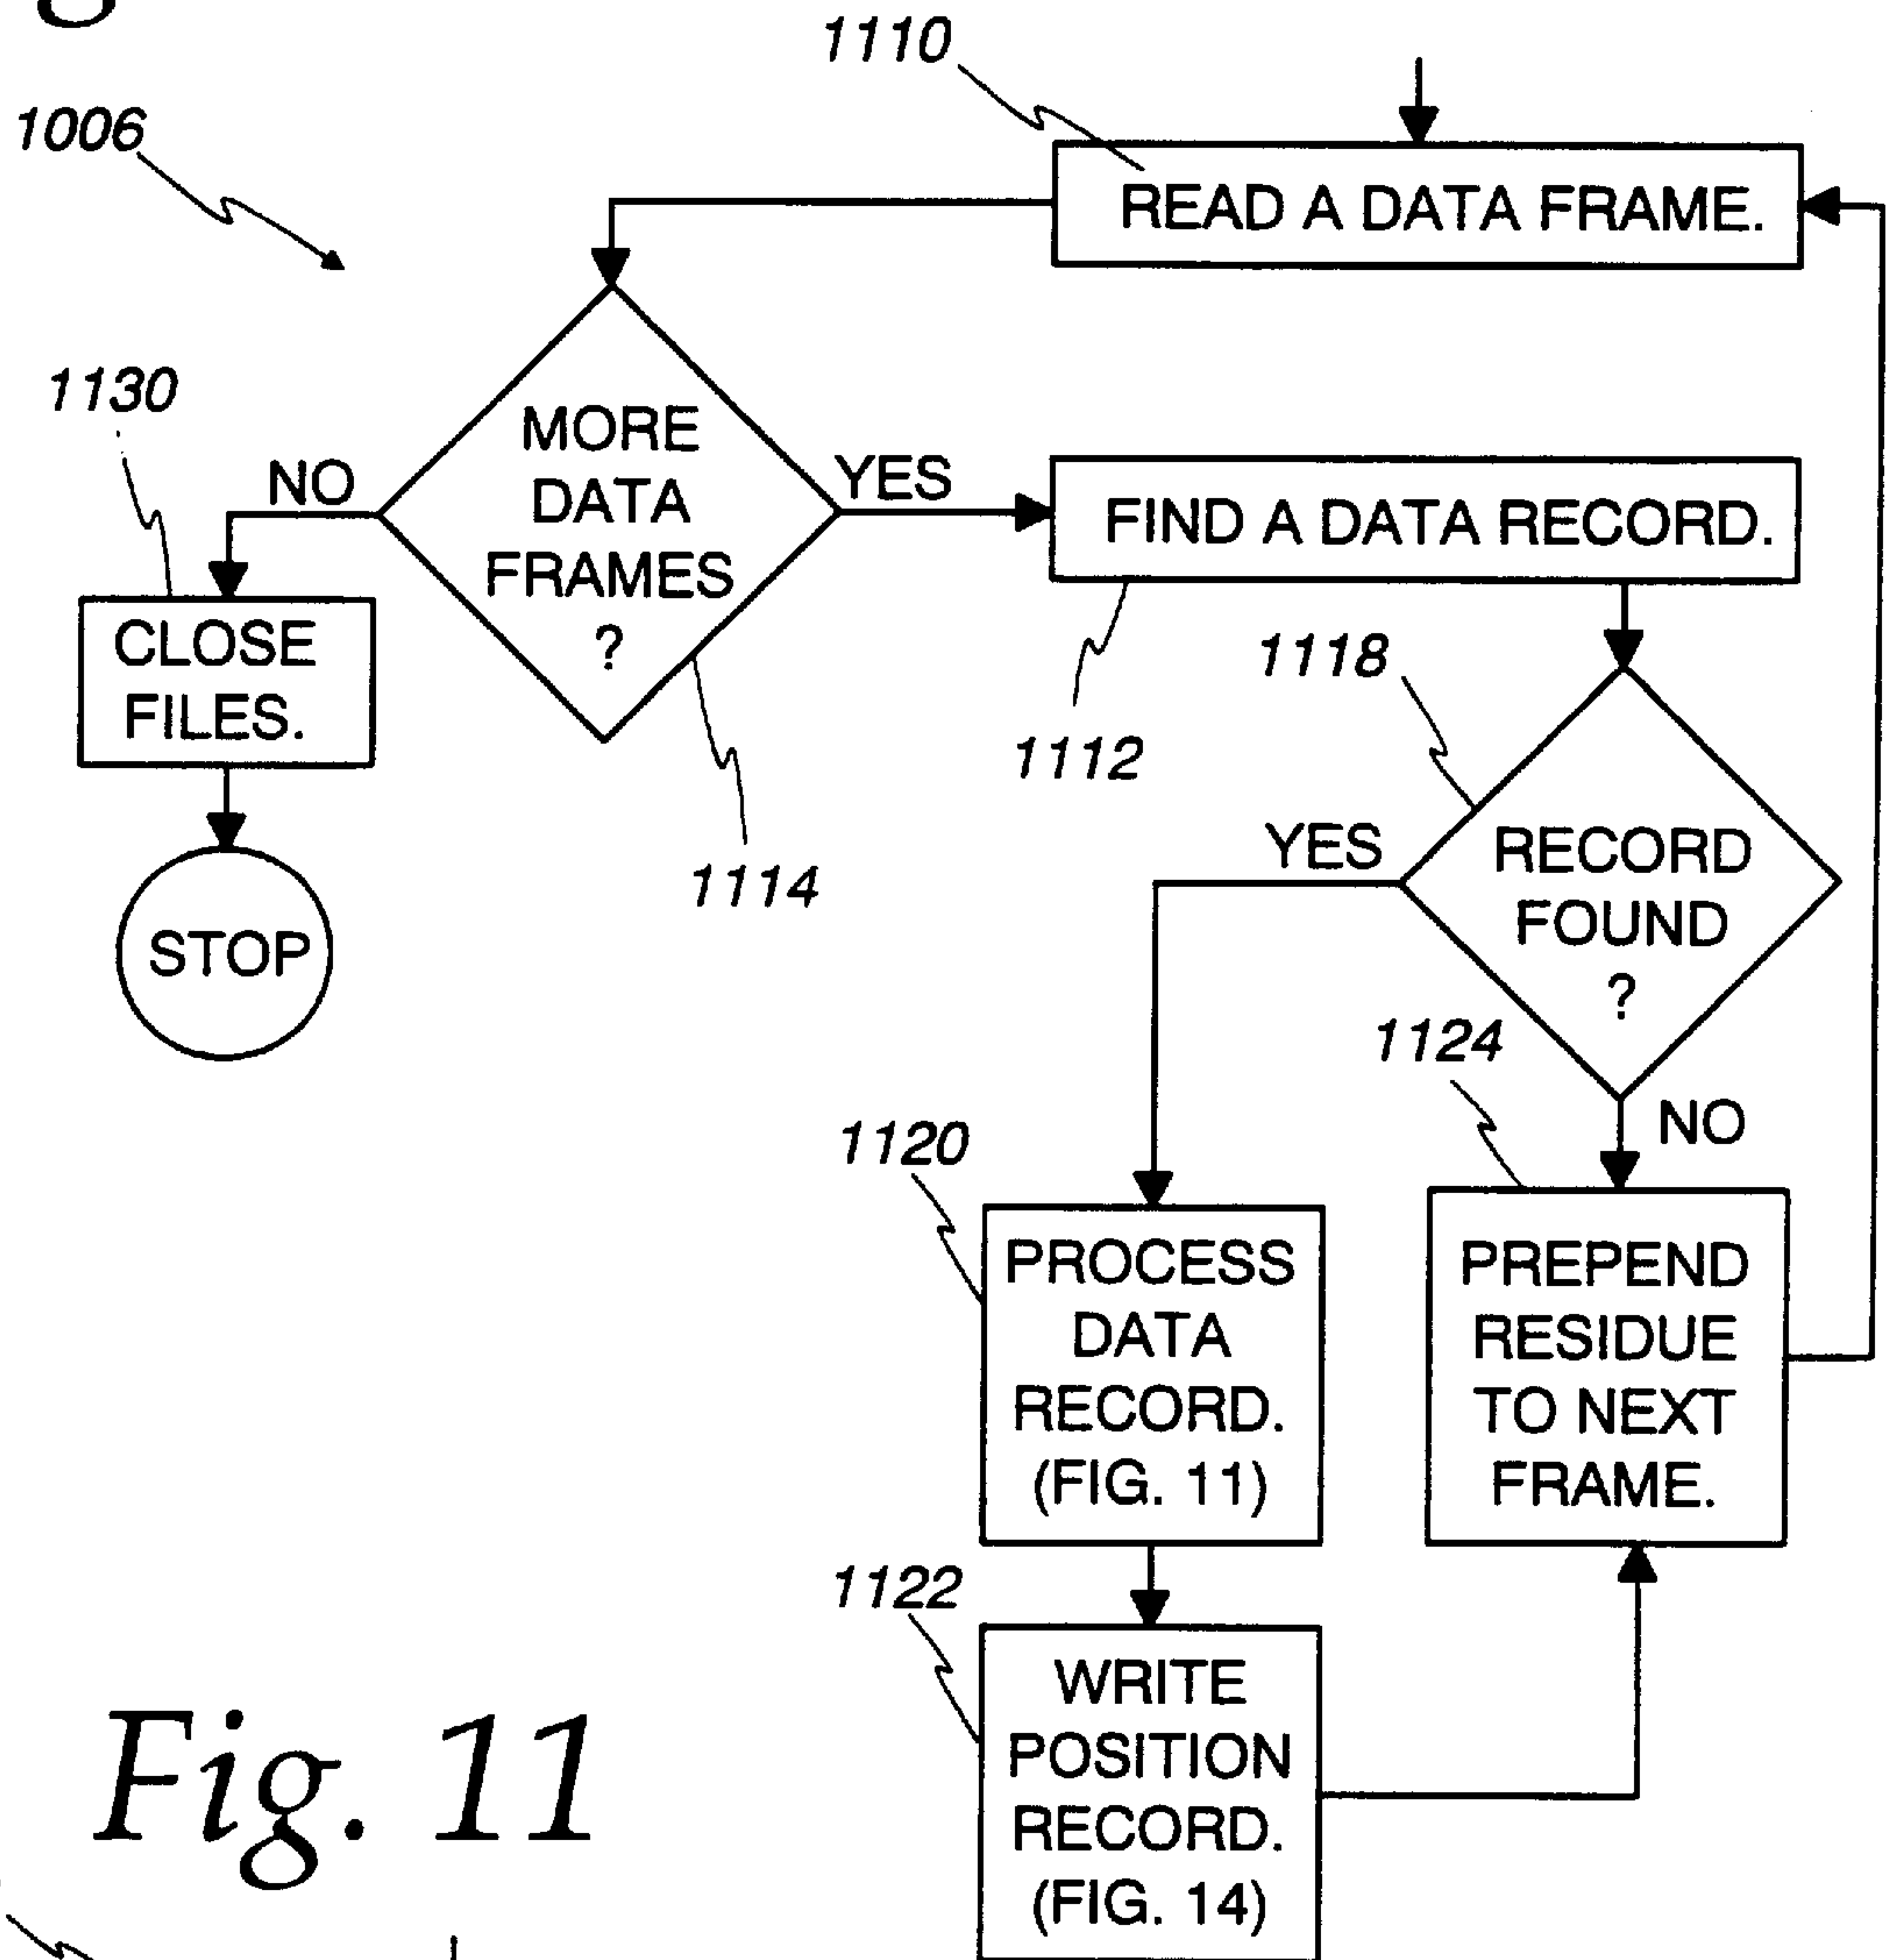 1110
1006
READ A DATA FRAME.
1130
MORE
DATA
FRAMES
?
NO
YES
FIND A DATA RECORD.
CLOSE
FILES.
1118
1112
1114
STOP
YES
RECORD
FOUND
?
1124
NO
1120
PROCESS
DATA
RECORD.
(FIG. 11)
PREPEND
RESIDUE
TO NEXT
FRAME.
1122
WRITE
POSITION
RECORD.
(FIG. 14)
Fig. 11